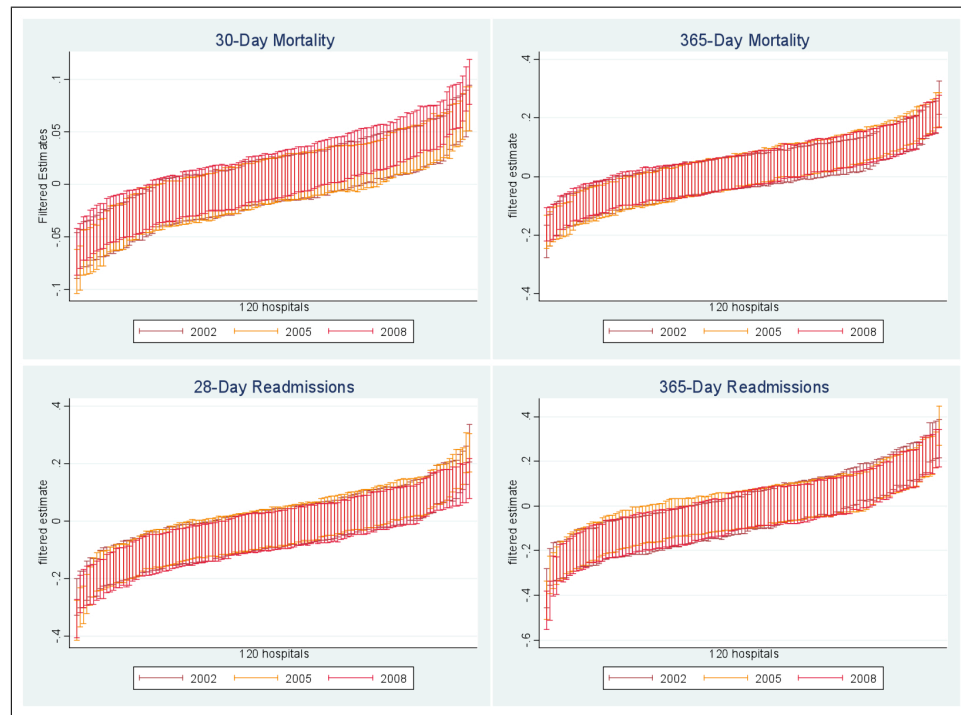 30-Day Mortality
Filtered Estimates
.1
.05
0
-.05
-.1
120 hospitals
2002 2005 2008
365-Day Mortality
filtered estimate
.4
.2
0
-.2
-.4
120 hospitals
2002 2005 2008
28-Day Readmissions
filtered estimate
.4
.2
0
-.2
-.4
120 hospitals
2002 2005 2008
365-Day Readmissions
filtered estimate
.4
.2
0
-.2
-.4
-.6
120 hospitals
2002 2005 2008